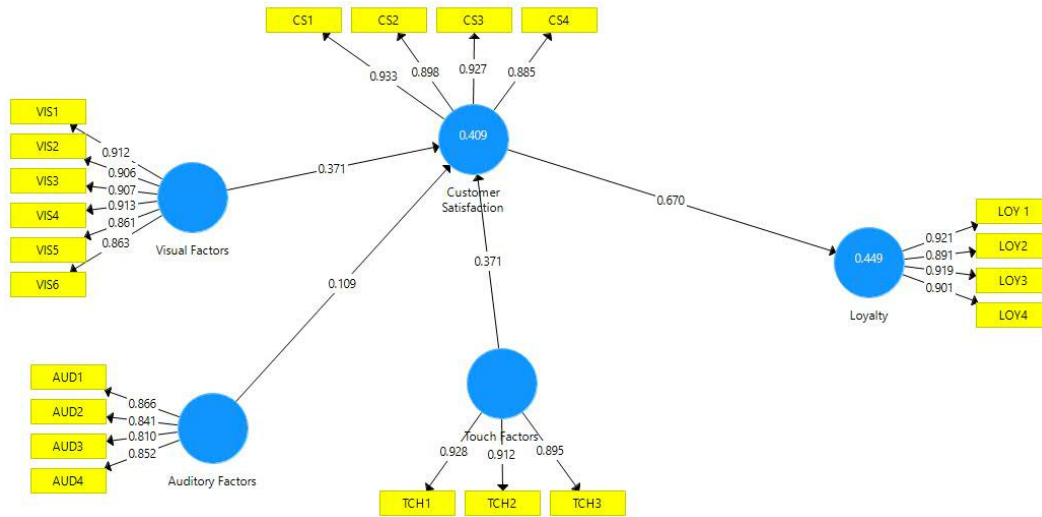 CS1
CS2
CS3
CS4
0.933
0.898
0.927
0.885
VIS1
VIS2
VIS3
VIS4
VIS5
VIS6
0.912
0.906
0.907
0.913
0.861
0.863
Visual Factors
0.371
0.409
Customer
Satisfaction
0.670
0.109
0.371
AUD1
AUD2
AUD3
AUD4
0.866
0.841
0.810
0.852
Auditory Factors
Touch Factors
0.928
0.912
0.895
TCH1
TCH2
TCH3
0.449
Loyalty
0.921
0.891
0.919
0.901
LOY 1
LOY2
LOY3
LOY4